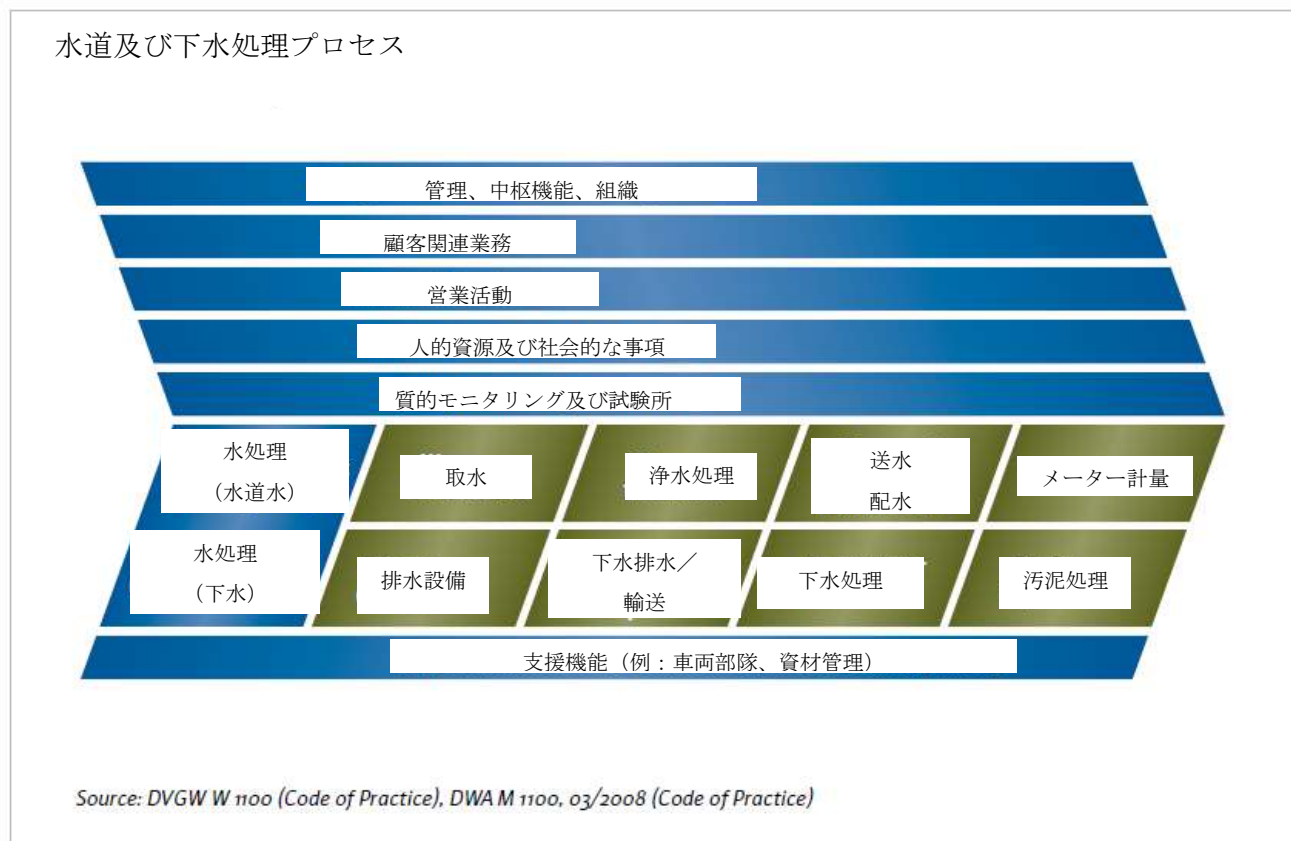 水道及び下水処理プロセス
管理、中枢機能、組織
顧客関連業務
営業活動
人的資源及び社会的な事項
質的モニタリング及び試験所
水処理
（水道水）
取水
浄水処理
送水
配水
メーター計量
水処理
（下水）
排水設備
下水排水／
輸送
下水処理
汚泥処理
支援機能（例：車両部隊、資材管理）
Source: DVGW W 1100 (Code of Practice), DWA M 1100, 03/2008 (Code of Practice)